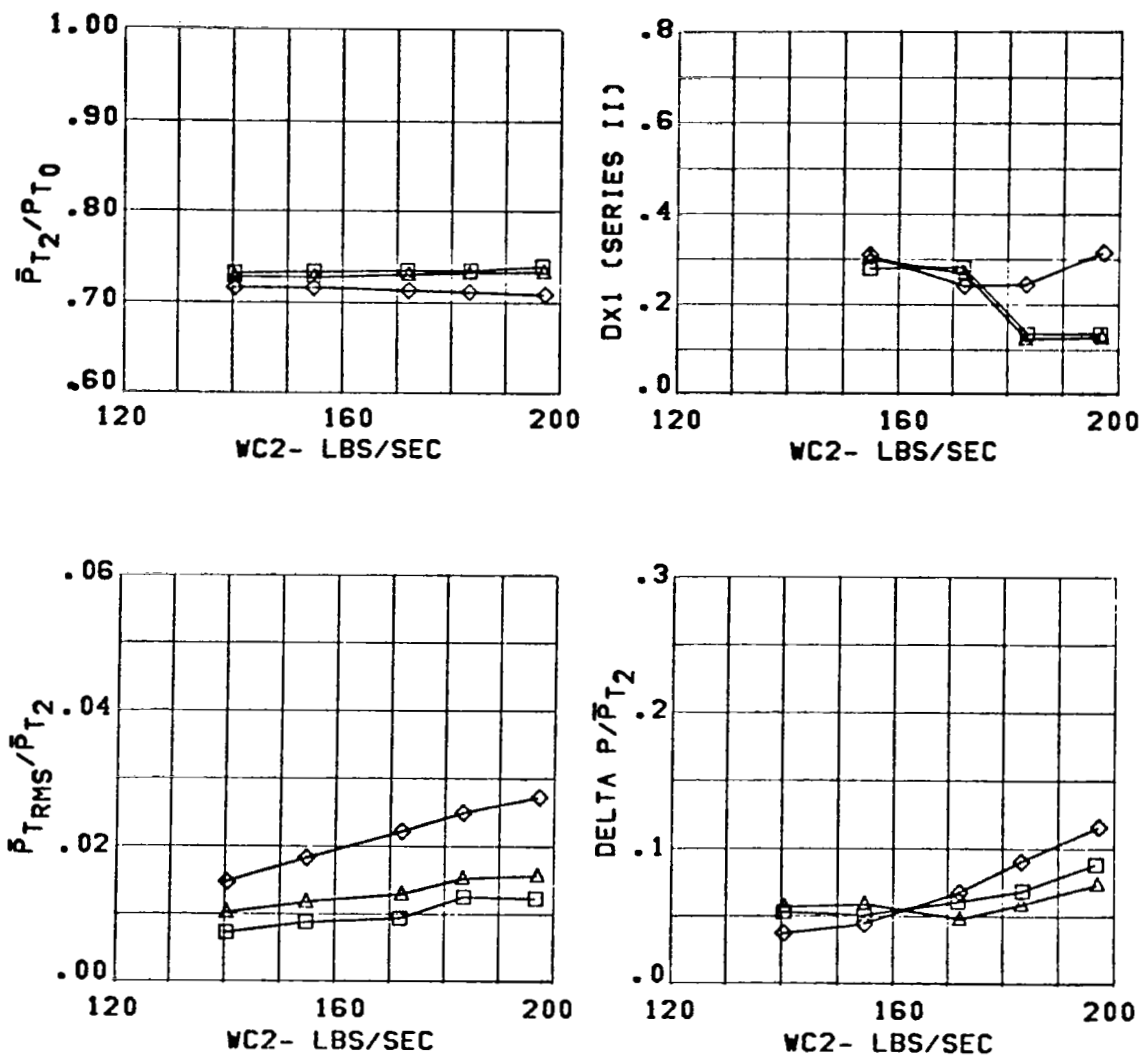 1.00
.90
.80
.70
.60
P̄T2/PT0
120 160 200
WC2- LBS/SEC
.8
.6
.4
.2
.0
DX1 (SERIES II)
120 160 200
WC2- LBS/SEC
.06
.04
.02
.00
P̄TRMS/P̄T2
120 160 200
WC2- LBS/SEC
.3
.2
.1
.0
DELTA P/P̄T2
120 160 200
WC2- LBS/SEC